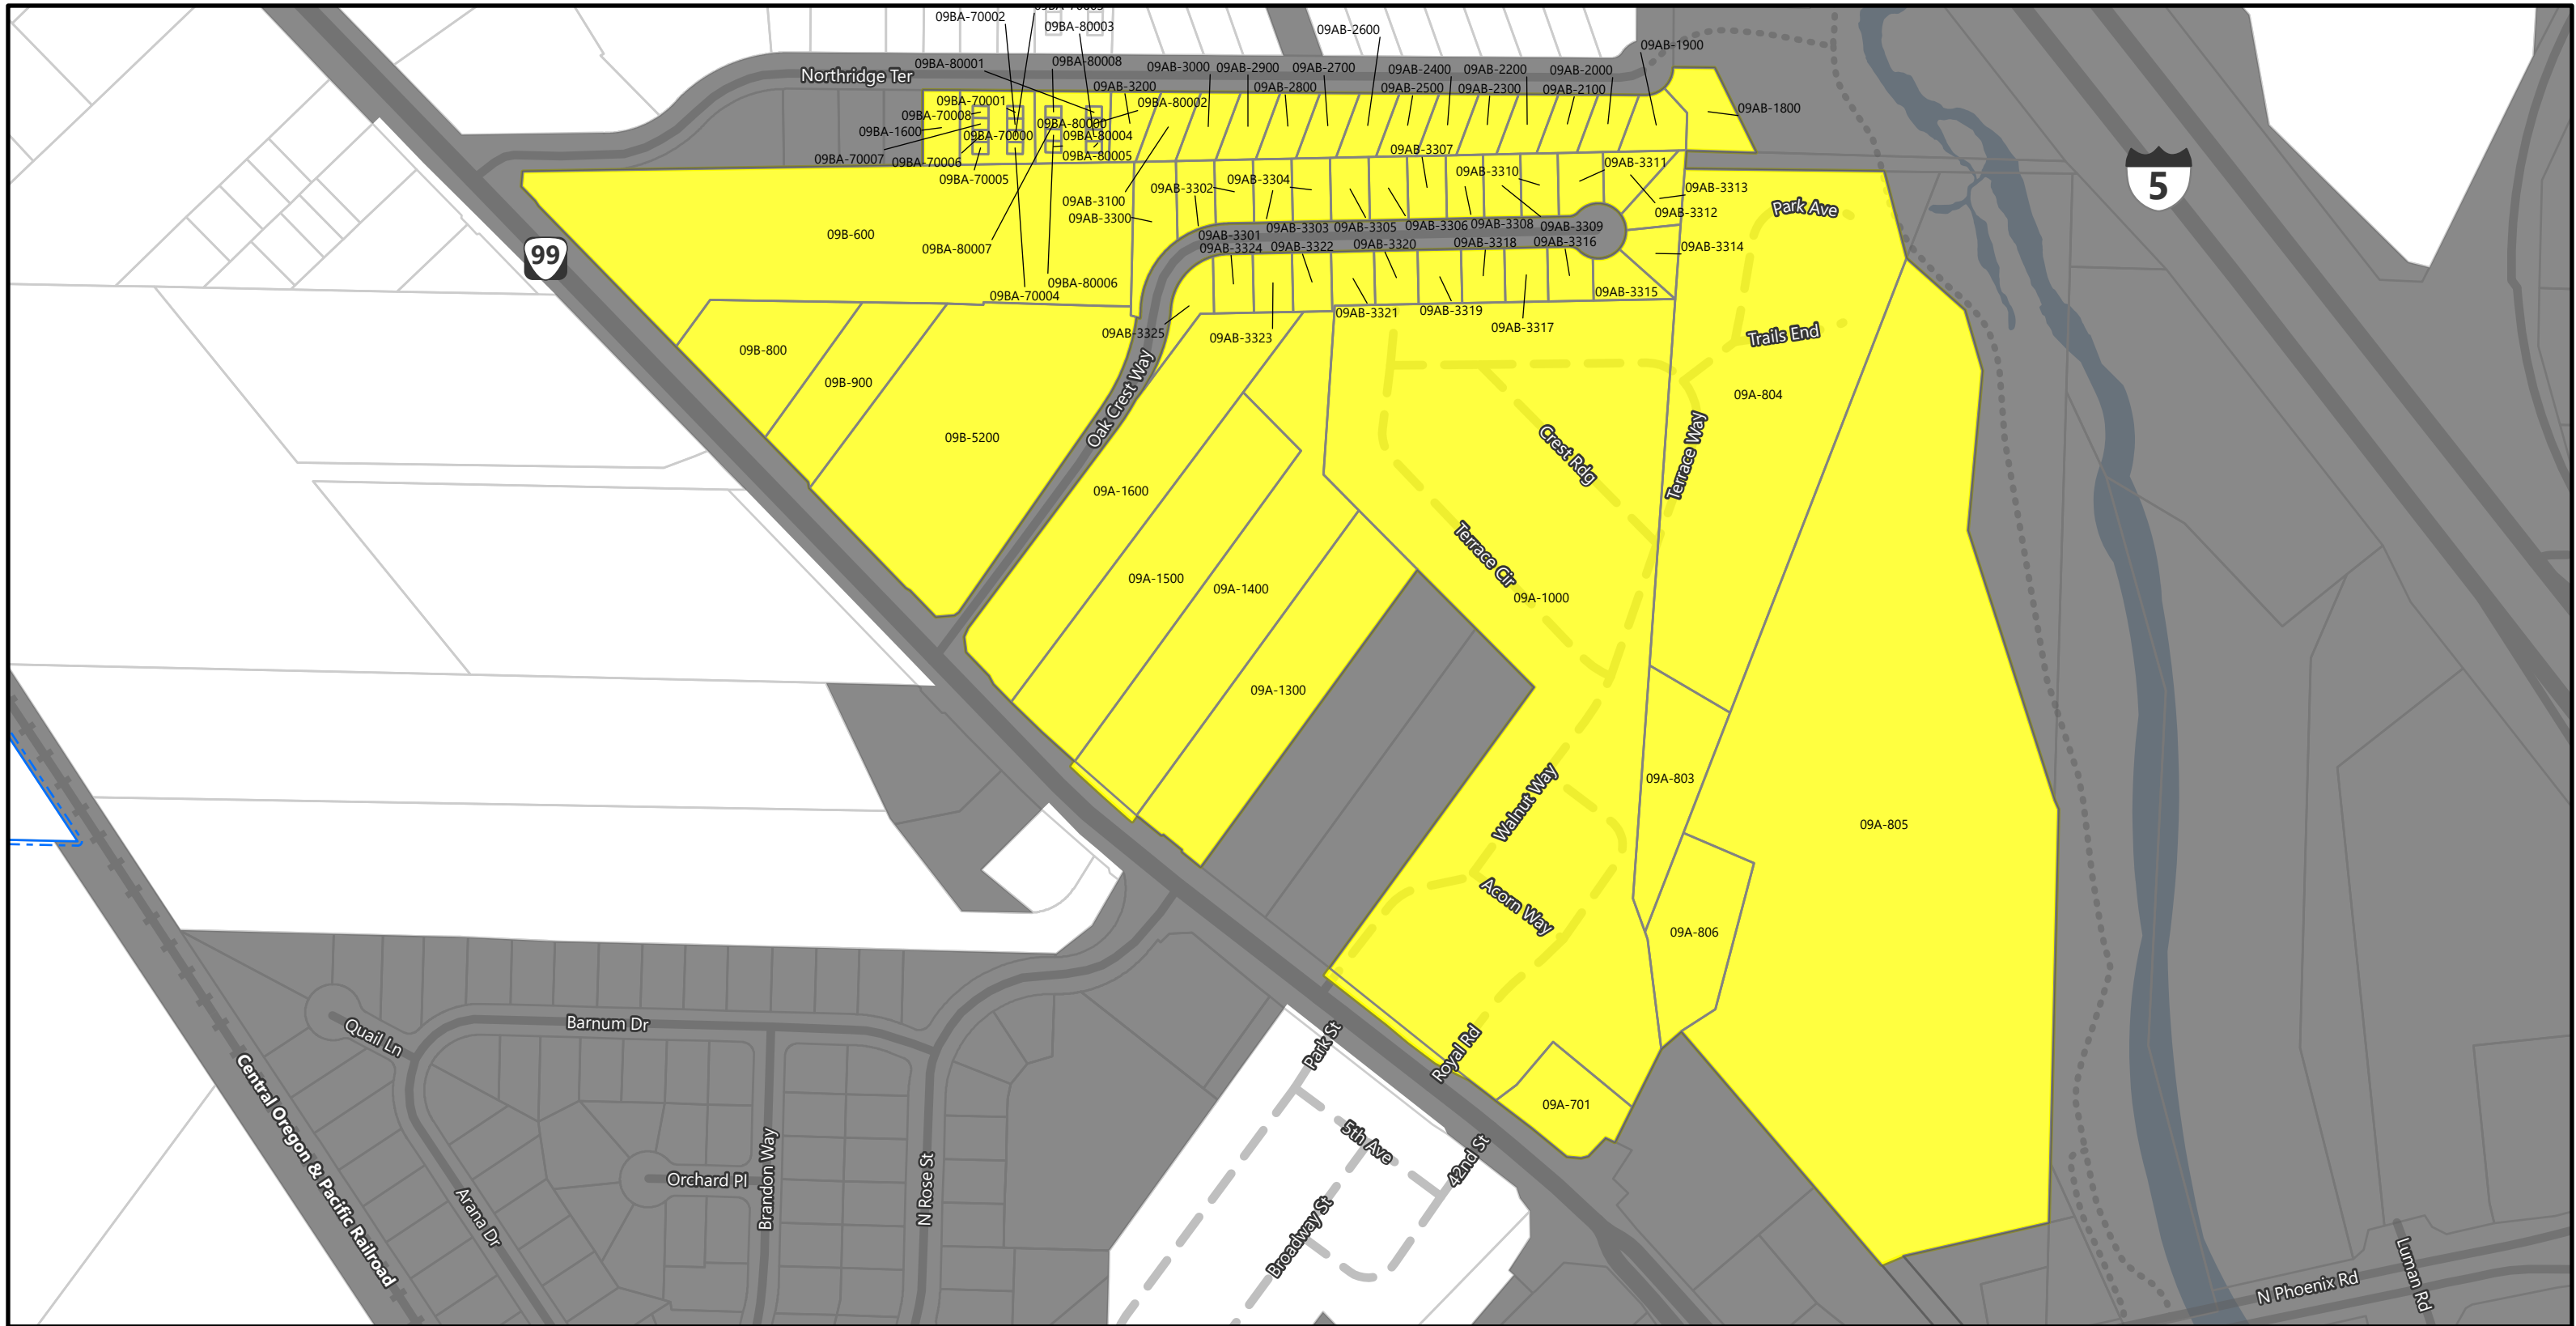 09BA-70002
09BA-80003
09AB-2600
09AB-1900
Northridge Ter
09BA-80001
09BA-80008
09AB-3000
09AB-2900
09AB-2700
09AB-2400
09AB-2200
09AB-2000
09AB-3200
09AB-2800
09AB-2500
09AB-2300
09AB-2100
09BA-70001
09BA-80002
09AB-1800
09BA-70008
09BA-80000
09BA-1600
09BA-70000
09BA-80004
09BA-70007
09BA-70006
09BA-80005
09AB-3307
09AB-3311
09BA-70005
09AB-3302
09AB-3304
09AB-3310
09AB-3313
09AB-3100
09AB-3300
09AB-3312
Park Ave
5
09B-600
09BA-80007
09AB-3301
09AB-3303
09AB-3305
09AB-3306
09AB-3308
09AB-3309
09AB-3324
09AB-3322
09AB-3320
09AB-3318
09AB-3316
09AB-3314
99
09BA-80006
09BA-70004
09AB-3315
09AB-3325
09AB-3323
09AB-3321
09AB-3319
09AB-3317
Trails End
09B-800
09B-900
09A-804
Oak Crest Way
09B-5200
Crest Rdg
Terrace Way
09A-1600
Terrace Cir
09A-1500
09A-1400
09A-1000
09A-1300
09A-803
Walnut Way
09A-805
Acorn Way
09A-806
Quail Ln
Barnum Dr
Park St
Royal Rd
09A-701
Central Oregon & Pacific Railroad
5th Ave
42nd St
Orchard Pl
Brandon Way
N Rose St
Arana Dr
Broadway St
N Phoenix Rd
Luman Rd